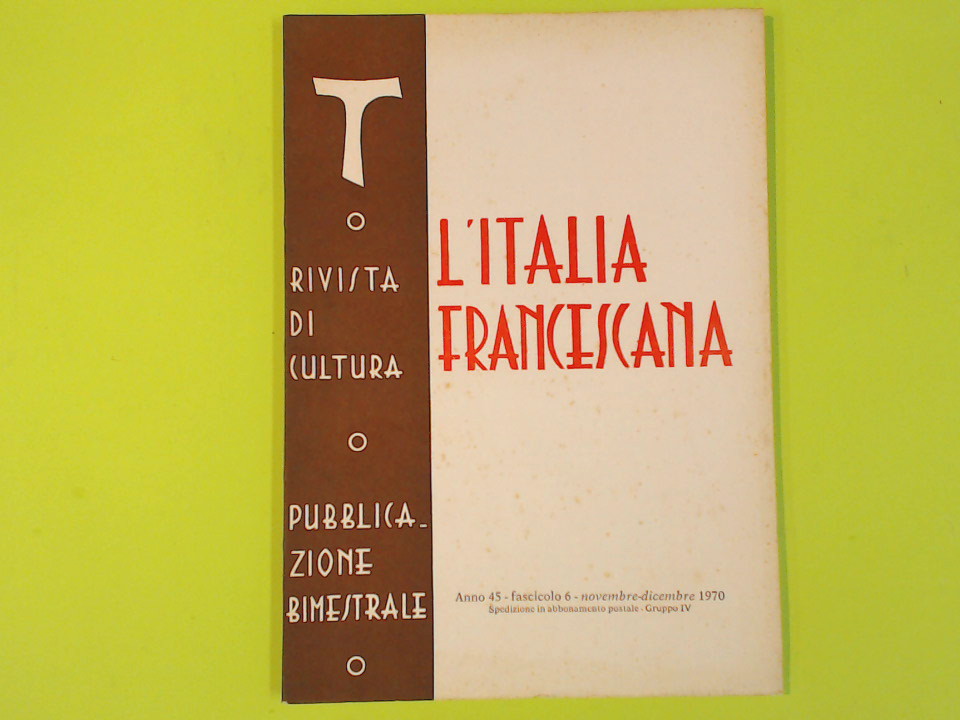 RIVISTA
DI
CULTURA
PUBBLICA-
ZIONE
BIMESTRALE
L'ITALIA
FRANCESCANA
Anno 45 - fascicolo 6 - novembre-dicembre 1970
Spedizione in abbonamento postale - Gruppo IV